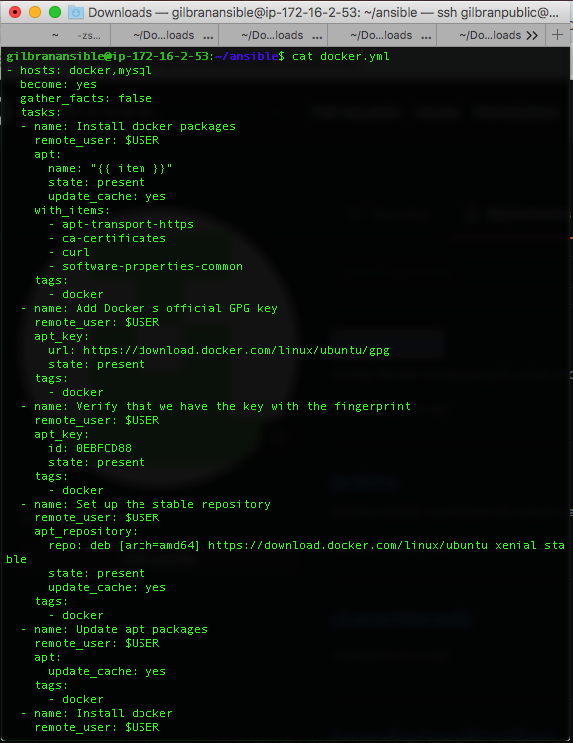 Downloads — gilbranansible@ip-172-16-2-53: ~/ansible — ssh gilbranpublic@...
~ -zs... ~/Do...loads ... ~/Do...loads ... ~/Do...loads ... ~/Do...loads >> +
gilbranansible@ip-172-16-2-53:~/ansible$ cat docker.yml
- hosts: docker,mysql
  become: yes
  gather_facts: false
  tasks:
  - name: Install docker packages
    remote_user: $USER
    apt:
      name: "{{ item }}"
      state: present
      update_cache: yes
    with_items:
      - apt-transport-https
      - ca-certificates
      - curl
      - software-properties-common
    tags:
      - docker
  - name: Add Docker s official GPG key
    remote_user: $USER
    apt_key:
      url: https://download.docker.com/linux/ubuntu/gpg
      state: present
    tags:
      - docker
  - name: Verify that we have the key with the fingerprint
    remote_user: $USER
    apt_key:
      id: 0EBFCD88
      state: present
    tags:
      - docker
  - name: Set up the stable repository
    remote_user: $USER
    apt_repository:
      repo: deb [arch=amd64] https://download.docker.com/linux/ubuntu xenial sta
ble
      state: present
      update_cache: yes
    tags:
      - docker
  - name: Update apt packages
    remote_user: $USER
    apt:
      update_cache: yes
    tags:
      - docker
  - name: Install docker
    remote_user: $USER